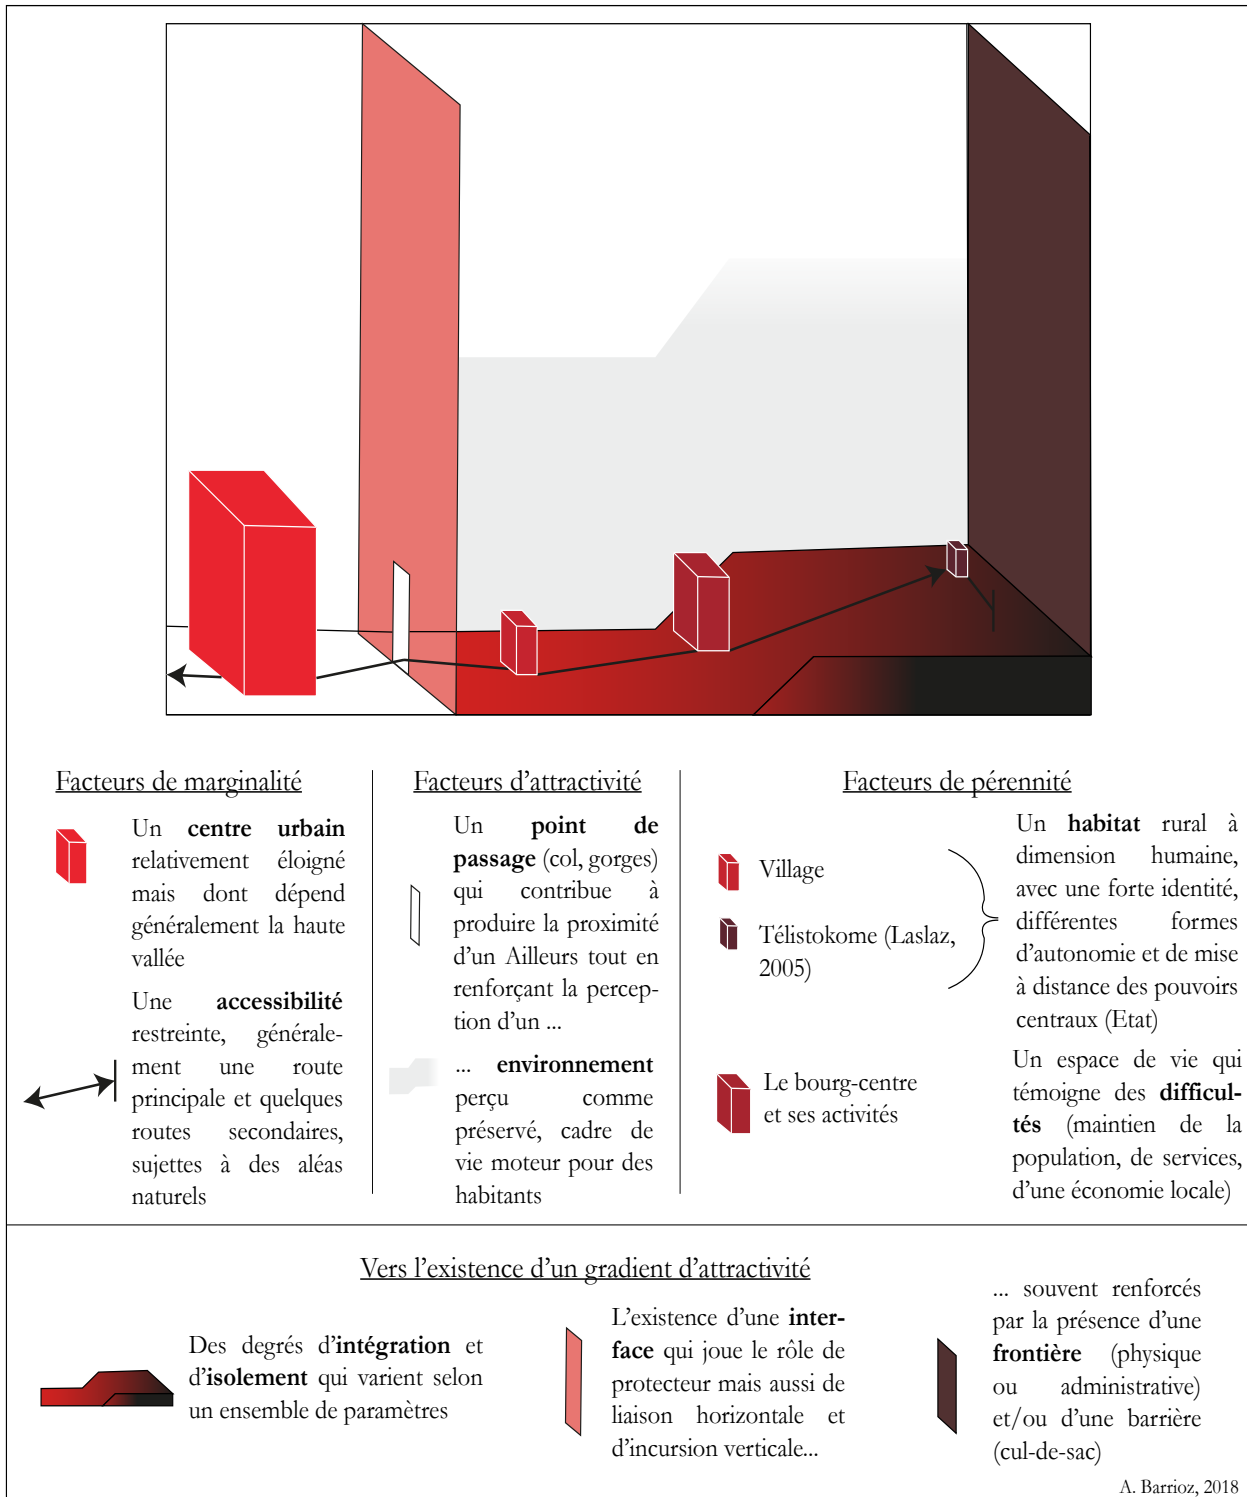 Facteurs de marginalité
Un centre urbain
relativement éloigné
mais dont dépend
généralement la haute
vallée
Une accessibilité
restreinte, générale-
ment une route
principale et quelques
routes secondaires,
sujettes à des aléas
naturels
Facteurs d'attractivité
Un point de
passage (col, gorges)
qui contribue à
produire la proximité
d'un Ailleurs tout en
renforçant la percep-
tion d'un ...
... environnement
perçu comme
préservé, cadre de
vie moteur pour des
habitants
Facteurs de pérennité
Village
Télistokome (Laslaz,
2005)
Un habitat rural à
dimension humaine,
avec une forte identité,
différentes formes
d'autonomie et de mise
à distance des pouvoirs
centraux (Etat)
Le bourg-centre
et ses activités
Un espace de vie qui
témoigne des difficul-
tés (maintien de la
population, de services,
d'une économie locale)
Vers l'existence d'un gradient d'attractivité
Des degrés d'intégration et
d'isolement qui varient selon
un ensemble de paramètres
L'existence d'une inter-
face qui joue le rôle de
protecteur mais aussi de
liaison horizontale et
d'incursion verticale...
... souvent renforcés
par la présence d'une
frontière (physique
ou administrative)
et/ou d'une barrière
(cul-de-sac)
A. Barrioz, 2018